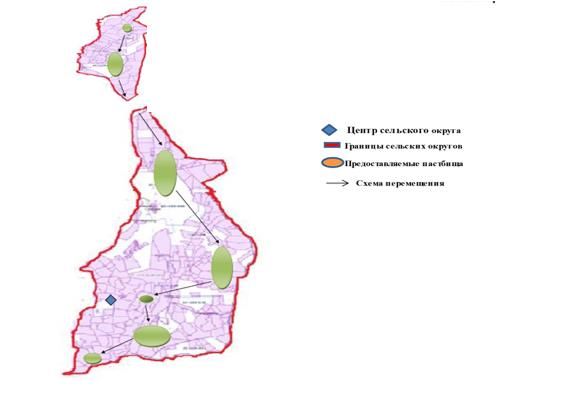 Центр сельского округа
Границы сельских округов
Предоставляемые пастбища
Схема перемещения